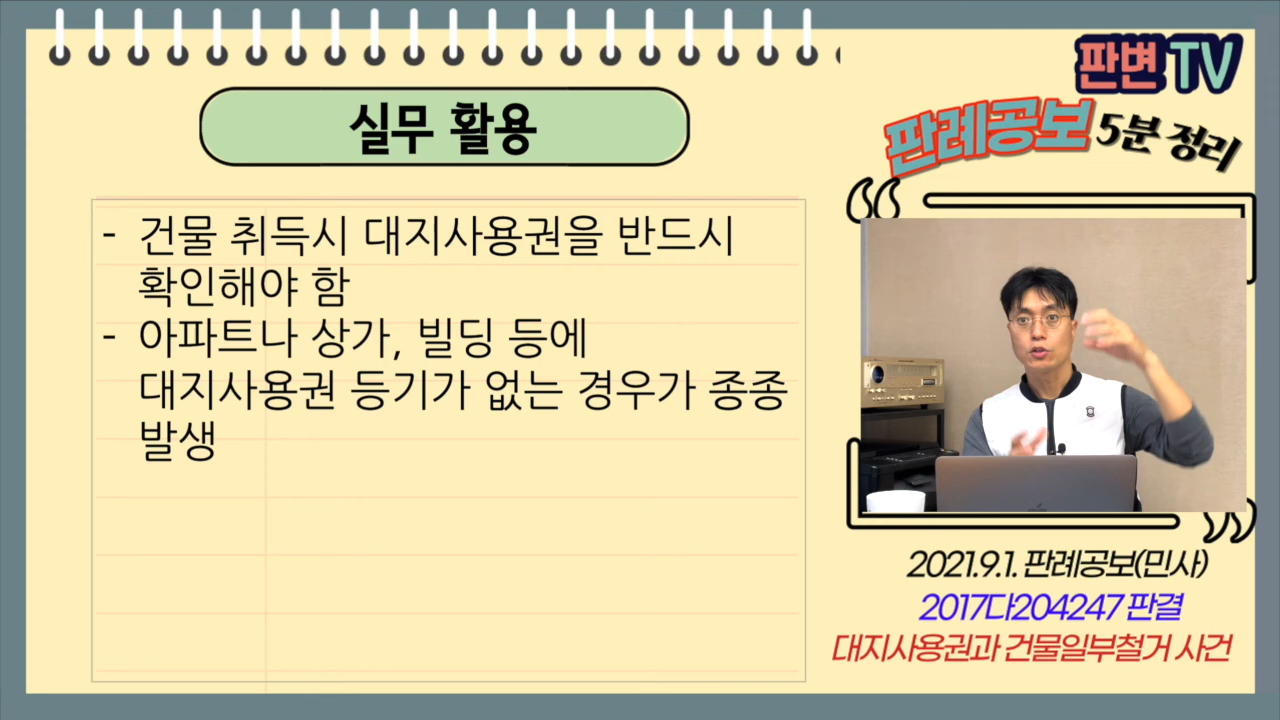 판변 TV
판례공보 5분 정리
실무 활용
- 건물 취득시 대지사용권을 반드시
확인해야 함
- 아파트나 상가, 빌딩 등에
대지사용권 등기가 없는 경우가 종종
발생
2021.9.1. 판례공보(민사)
2017다204247 판결
대지사용권과 건물일부철거 사건